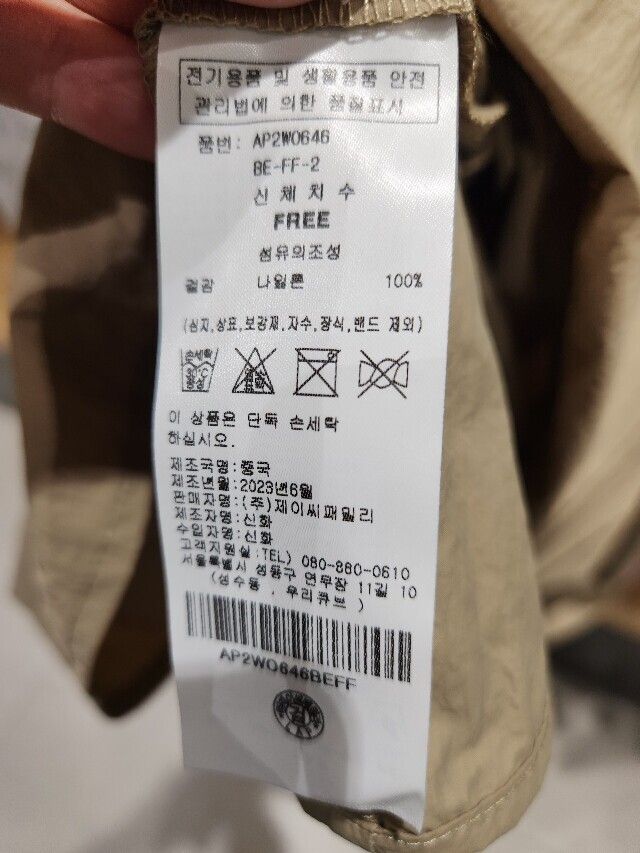 전기용품 및 생활용품 안전
관리법에 의한 품질표시
품번: AP2WO646
BE-FF-2
신 체 치 수
FREE
섬유의조성
겉감 나일론 100%
(심지,상표,보강재,자수,장식,밴드 제외)
손세탁
이 상품은 단독 손세탁
하십시오.
제조국명:중국
제조년월:2023년6월
판매자명:(주)제이씨패밀리
제조자명:신화
수입자명:신화
고객지원실:TEL) 080-880-0610
서울특별시 성동구 연무장 11길 10
(성수동 , 우리큐브 )
AP2WO646BEFF